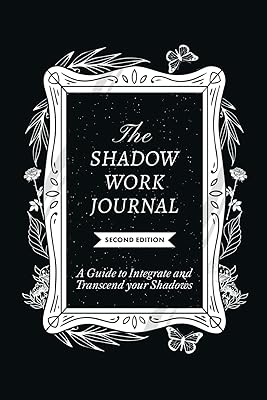 The
SHADOW
WORK
JOURNAL
SECOND EDITION
A Guide to Integrate and
Transcend your Shadows